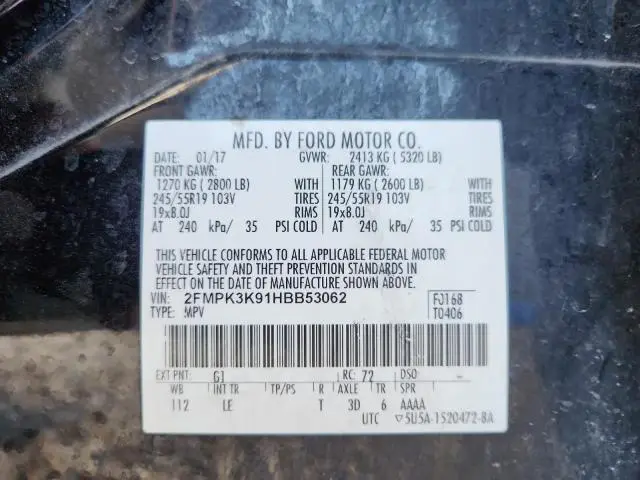 MFD. BY FORD MOTOR CO.
DATE: 01/17 GVWR: 2413 KG ( 5320 LB)
FRONT GAWR: REAR GAWR:
1270 KG ( 2800 LB) WITH 1179 KG ( 2600 LB) WITH
245/55R19 103V TIRES 245/55R19 103V TIRES
19x8.0J RIMS 19x8.0J RIMS
AT 240 kPa/ 35 PSI COLD AT 240 kPa/ 35 PSI COLD
THIS VEHICLE CONFORMS TO ALL APPLICABLE FEDERAL MOTOR
VEHICLE SAFETY AND THEFT PREVENTION STANDARDS IN
EFFECT ON THE DATE OF MANUFACTURE SHOWN ABOVE.
VIN: 2FMPK3K91HBB53062 F0168
TYPE: MPV T0406
EXT PNT: G1 RC: 72 DSO: -
WB INT TR TP/PS R AXLE TR SPR
112 LE T 3D 6 AAAA
UTC ▽5U5A-1520472-BA